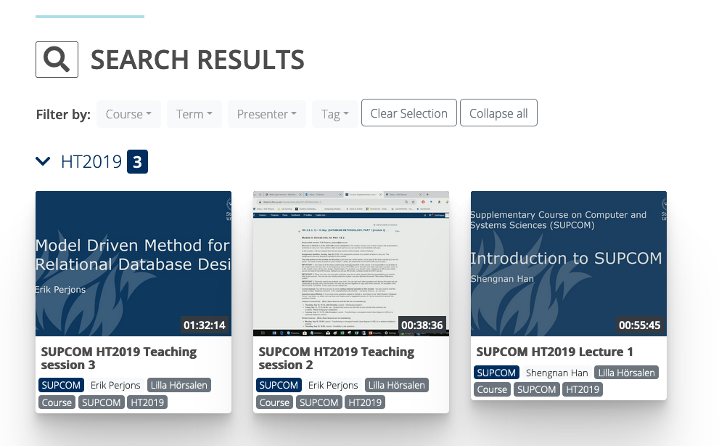 SEARCH RESULTS
Filter by: Course Term Presenter Tag Clear Selection Collapse all
HT2019 3
Model Driven Method for
Relational Database Desi
Erik Perjons
01:32:14
SUPCOM HT2019 Teaching
session 3
SUPCOM Erik Perjons Lilla Hörsalen
Course SUPCOM HT2019
00:38:36
SUPCOM HT2019 Teaching
session 2
SUPCOM Erik Perjons Lilla Hörsalen
Course SUPCOM HT2019
Supplementary Course on Computer and
Systems Sciences (SUPCOM)
Introduction to SUPCOM
Shengnan Han
00:55:45
SUPCOM HT2019 Lecture 1
SUPCOM Shengnan Han Lilla Hörsalen
Course SUPCOM HT2019